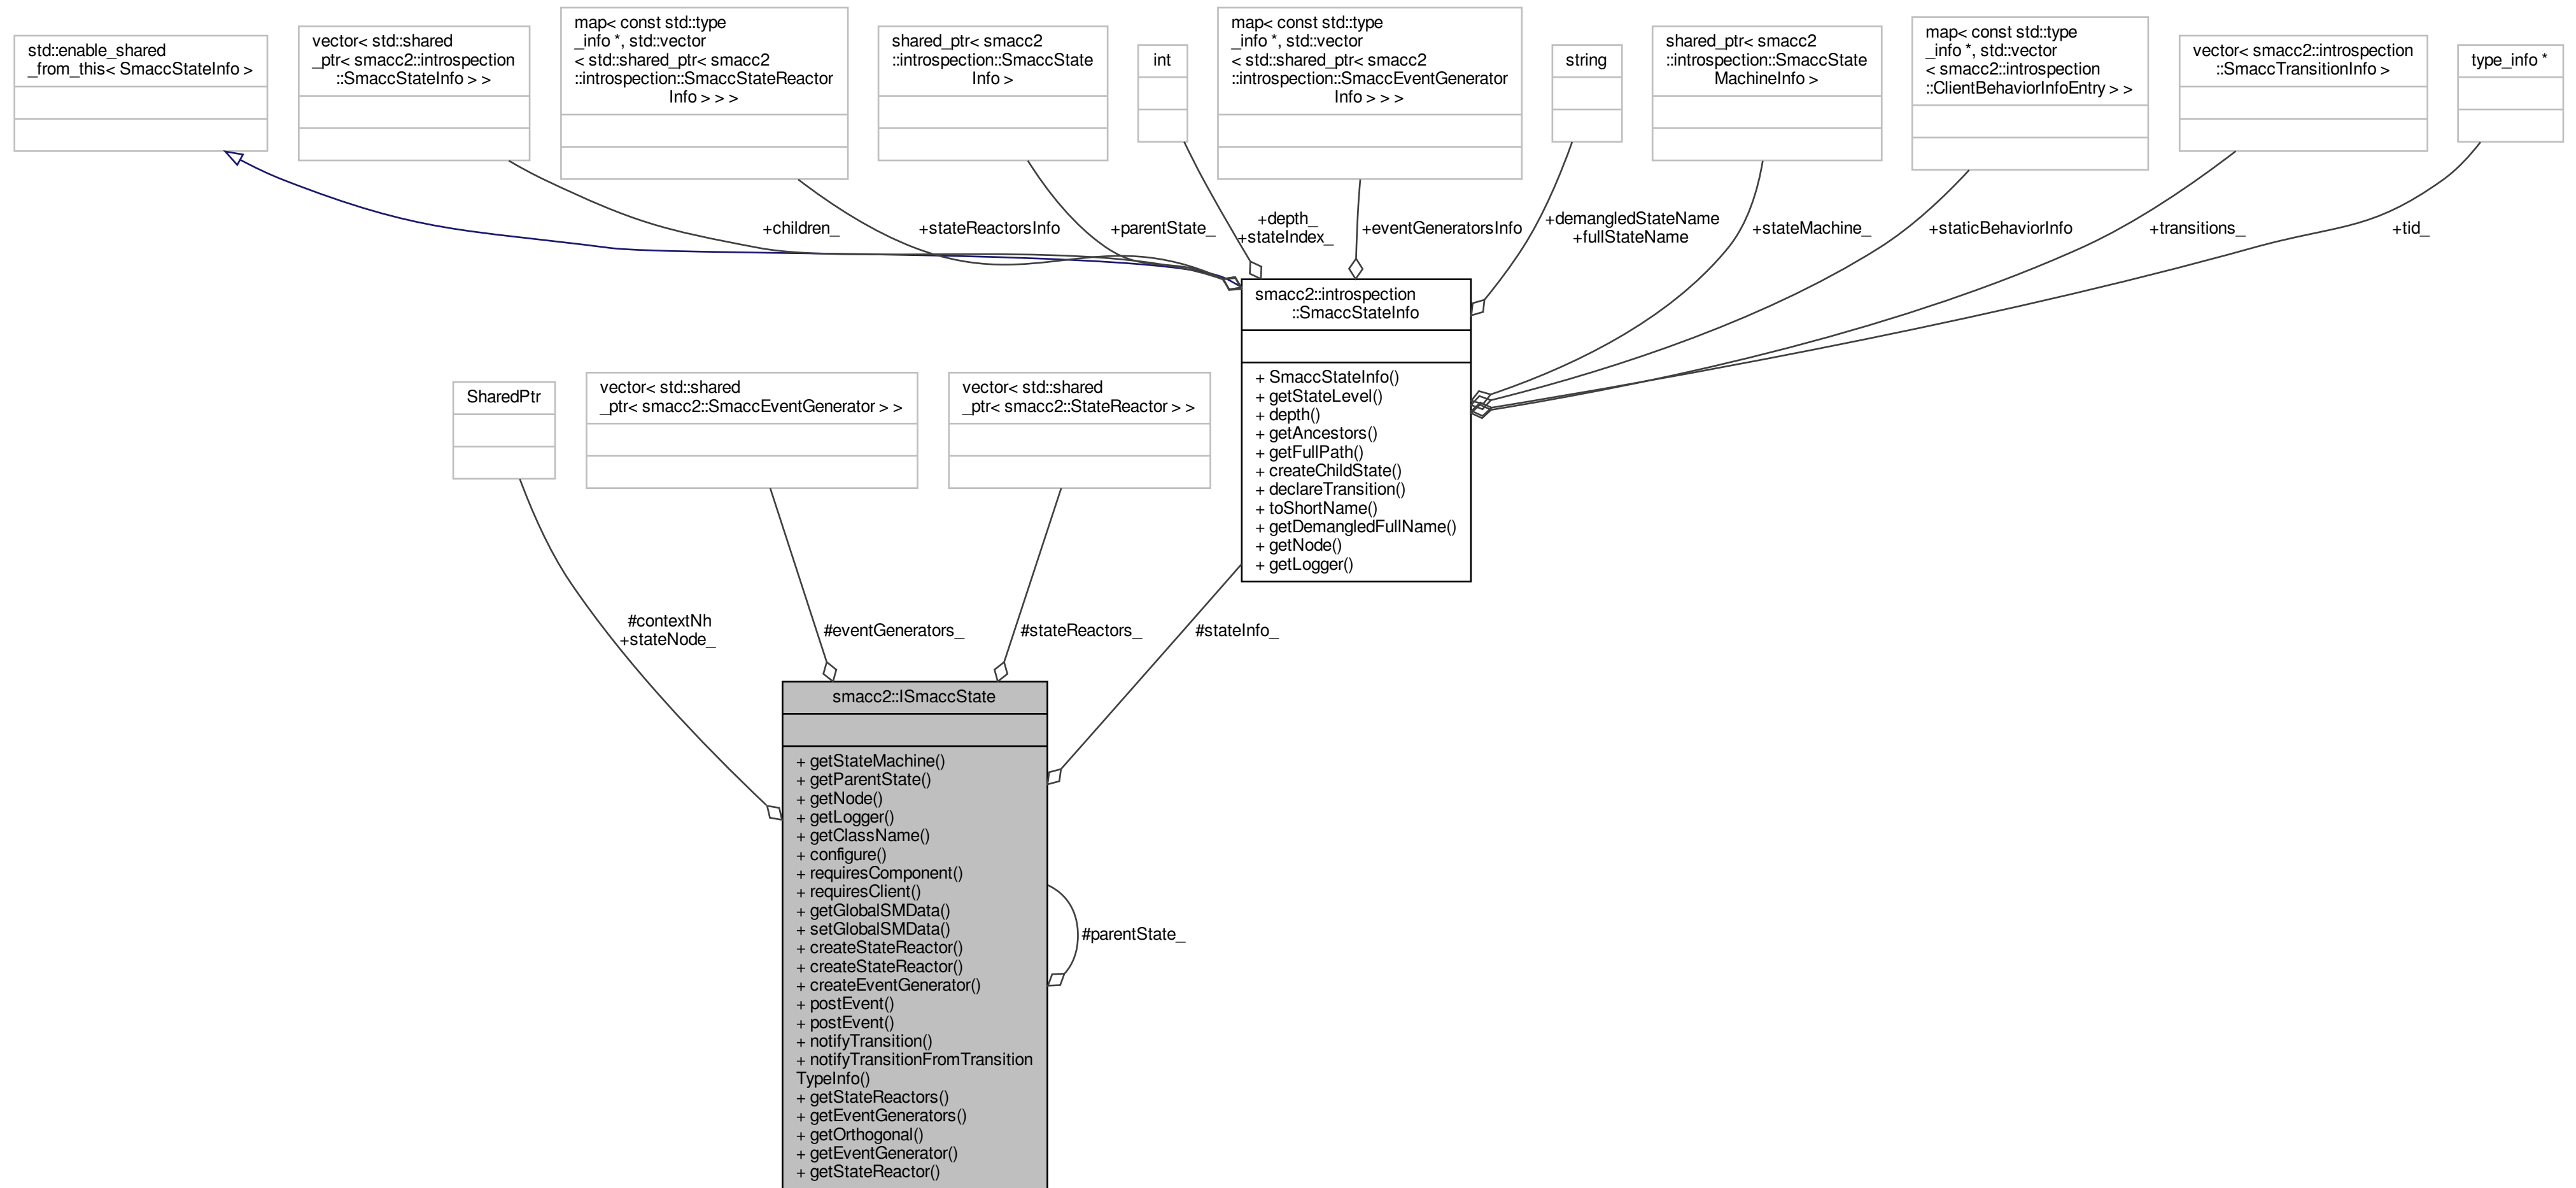 std::enable_shared
_from_this< SmaccStateInfo >
vector< std::shared
_ptr< smacc2::introspection
::SmaccStateInfo > >
map< const std::type
_info *, std::vector
< std::shared_ptr< smacc2
::introspection::SmaccStateReactor
Info > > >
shared_ptr< smacc2
::introspection::SmaccState
Info >
int
map< const std::type
_info *, std::vector
< std::shared_ptr< smacc2
::introspection::SmaccEventGenerator
Info > > >
string
shared_ptr< smacc2
::introspection::SmaccState
MachineInfo >
map< const std::type
_info *, std::vector
< smacc2::introspection
::ClientBehaviorInfoEntry > >
vector< smacc2::introspection
::SmaccTransitionInfo >
type_info *
+children_
+stateReactorsInfo
+parentState_
+depth_
+stateIndex_
+eventGeneratorsInfo
+demangledStateName
+fullStateName
+stateMachine_
+staticBehaviorInfo
+transitions_
+tid_
smacc2::introspection
::SmaccStateInfo
+ SmaccStateInfo()
+ getStateLevel()
+ depth()
+ getAncestors()
+ getFullPath()
+ createChildState()
+ declareTransition()
+ toShortName()
+ getDemangledFullName()
+ getNode()
+ getLogger()
SharedPtr
vector< std::shared
_ptr< smacc2::SmaccEventGenerator > >
vector< std::shared
_ptr< smacc2::StateReactor > >
#contextNh
+stateNode_
#eventGenerators_
#stateReactors_
#stateInfo_
smacc2::ISmaccState
+ getStateMachine()
+ getParentState()
+ getNode()
+ getLogger()
+ getClassName()
+ configure()
+ requiresComponent()
+ requiresClient()
+ getGlobalSMData()
+ setGlobalSMData()
+ createStateReactor()
+ createStateReactor()
+ createEventGenerator()
+ postEvent()
+ postEvent()
+ notifyTransition()
+ notifyTransitionFromTransition
TypeInfo()
+ getStateReactors()
+ getEventGenerators()
+ getOrthogonal()
+ getEventGenerator()
+ getStateReactor()
#parentState_